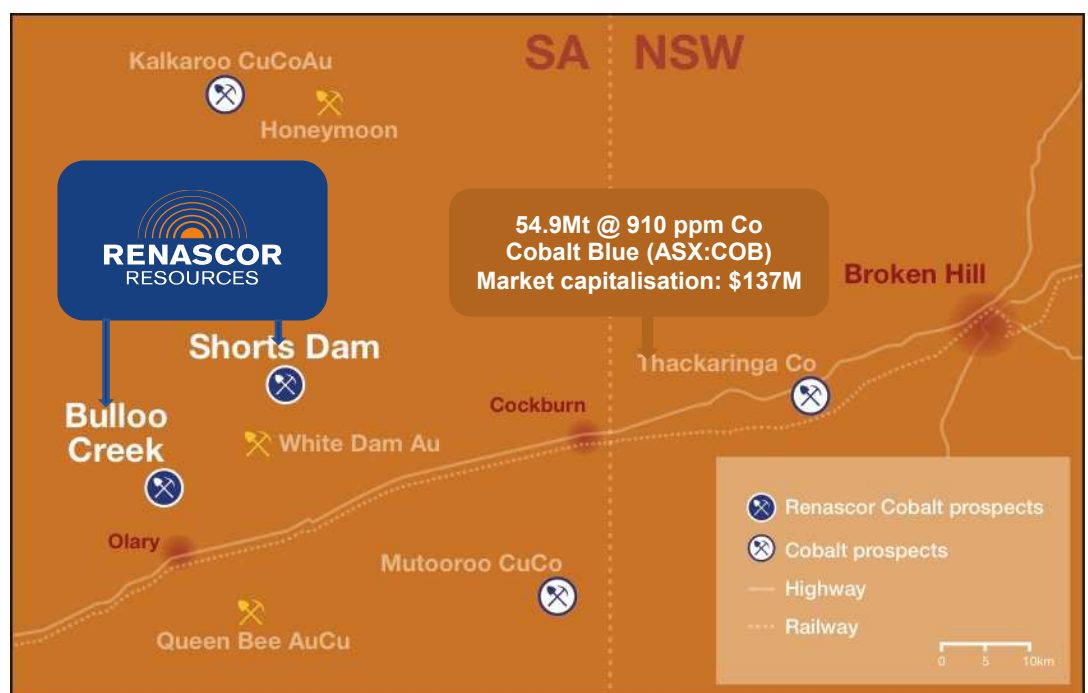 SA NSW
Kalkaroo CuCoAu
Honeymoon
RENASCOR
RESOURCES
54.9Mt @ 910 ppm Co
Cobalt Blue (ASX:COB)
Market capitalisation: $137M
Broken Hill
Shorts Dam
Thackaringa Co
Cockburn
Bulloo
Creek
White Dam Au
Olary
Mutooroo CuCo
Queen Bee AuCu
Renascor Cobalt prospects
Cobalt prospects
Highway
Railway
0 5 10km